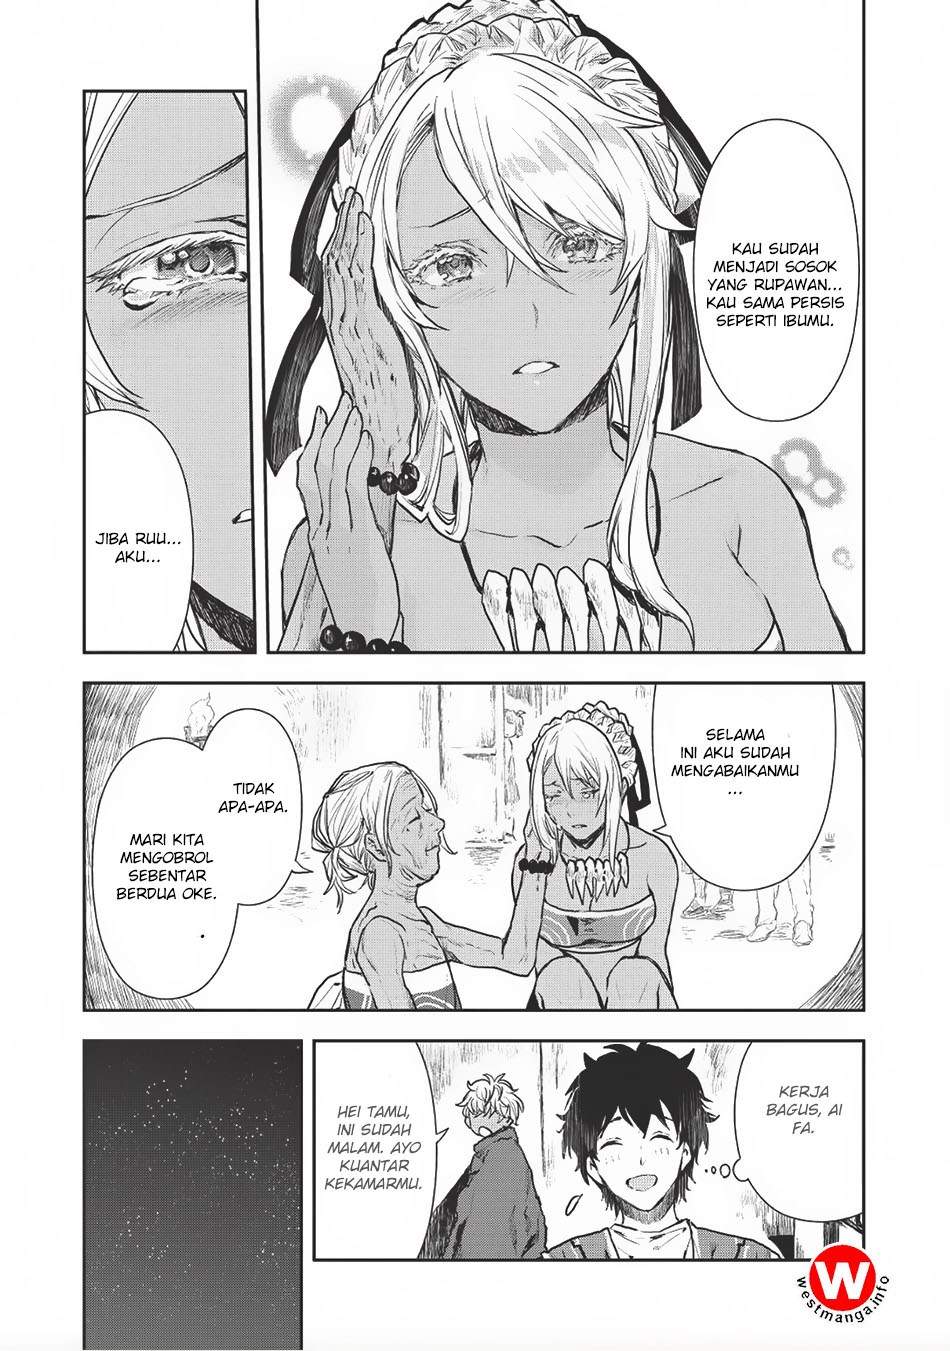 KAU SUDAH
MENJADI SOSOK
YANG RUPAWAN...
KAU SAMA PERSIS
SEPERTI IBUMU.
JIBA RUU...
AKU...
SELAMA
INI AKU SUDAH
MENGABAIKANMU
...
TIDAK
APA-APA.
MARI KITA
MENGOBROL
SEBENTAR
BERDUA OKE.
KERJA
BAGUS, AI
FA.
HEI TAMU,
INI SUDAH
MALAM. AYO
KUANTAR
KEKAMARMU.
W
westmanga.info